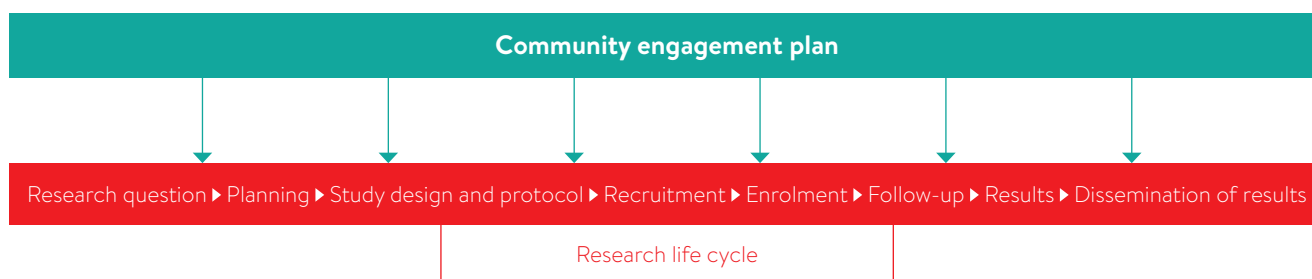 Community engagement plan
Research question ▶ Planning ▶ Study design and protocol ▶ Recruitment ▶ Enrolment ▶ Follow-up ▶ Results ▶ Dissemination of results
Research life cycle